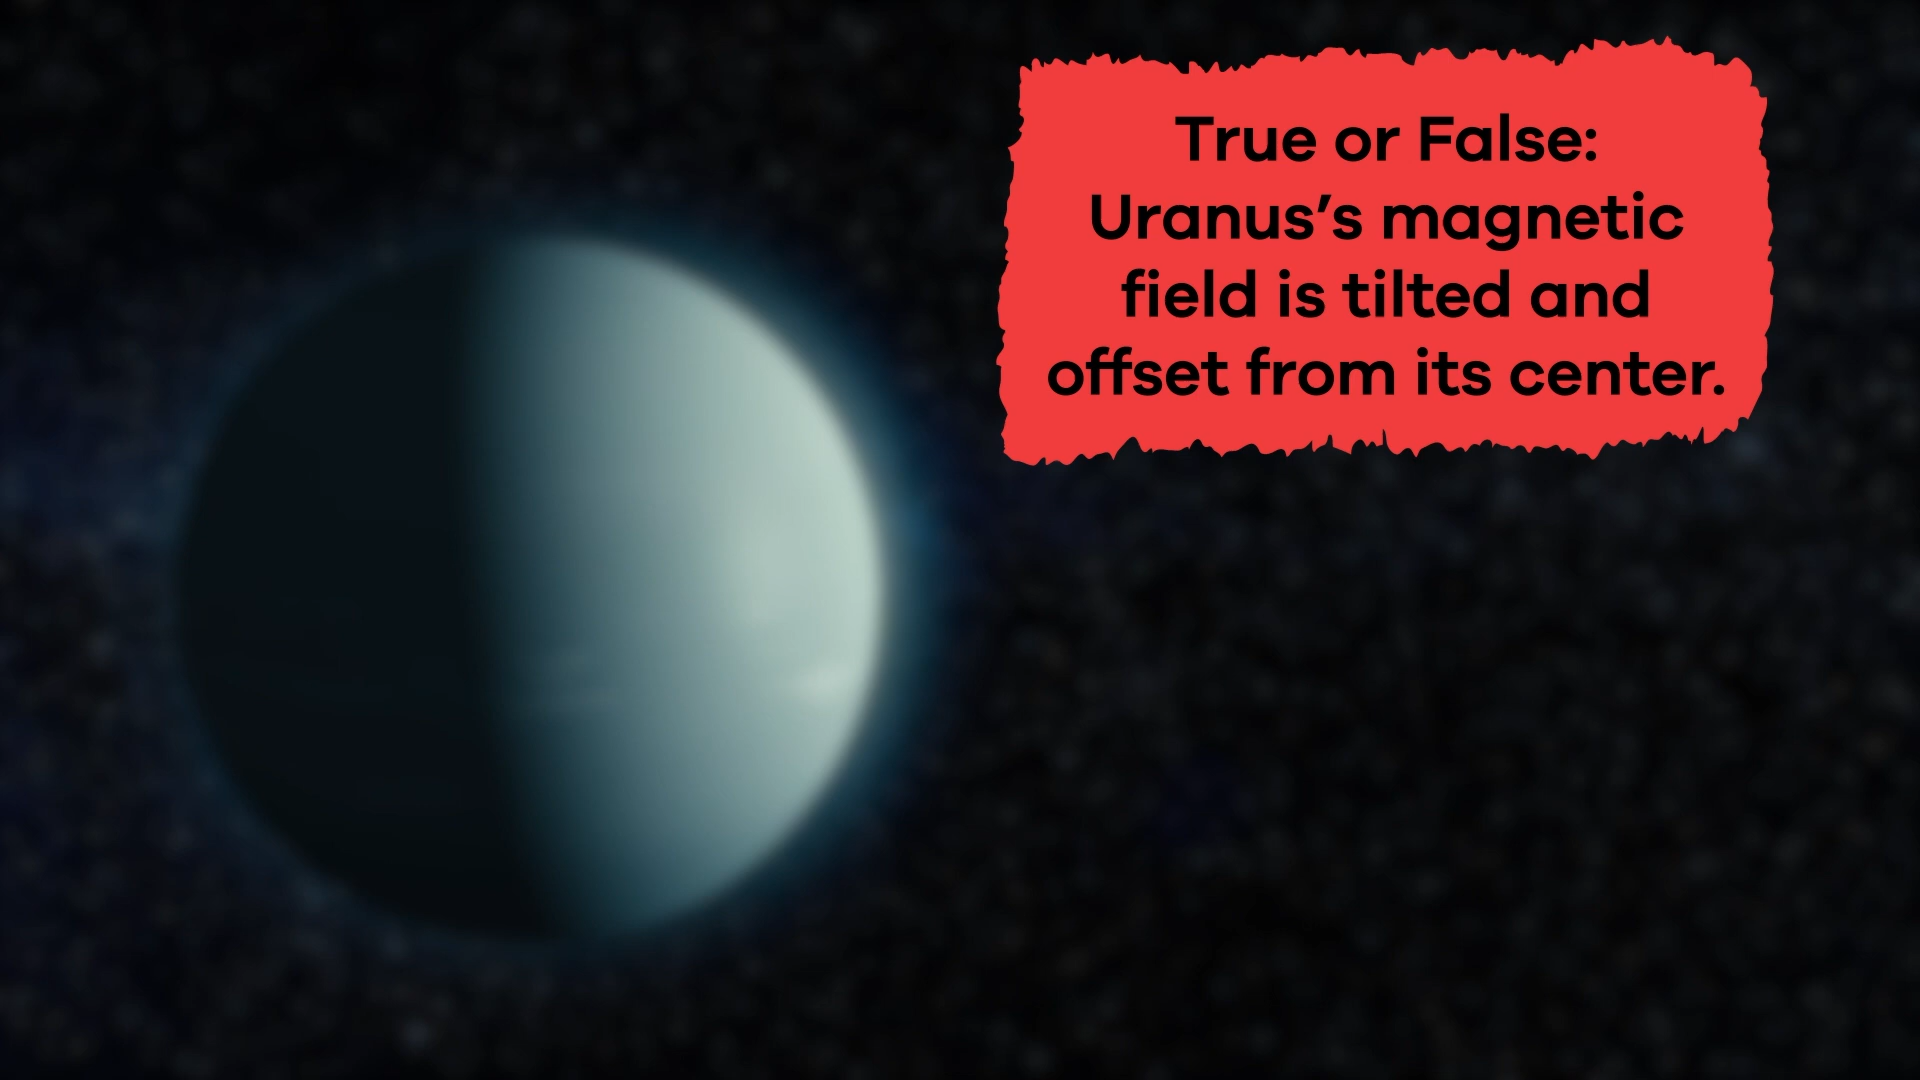 True or False:
Uranus’s magnetic
field is tilted and
offset from its center.